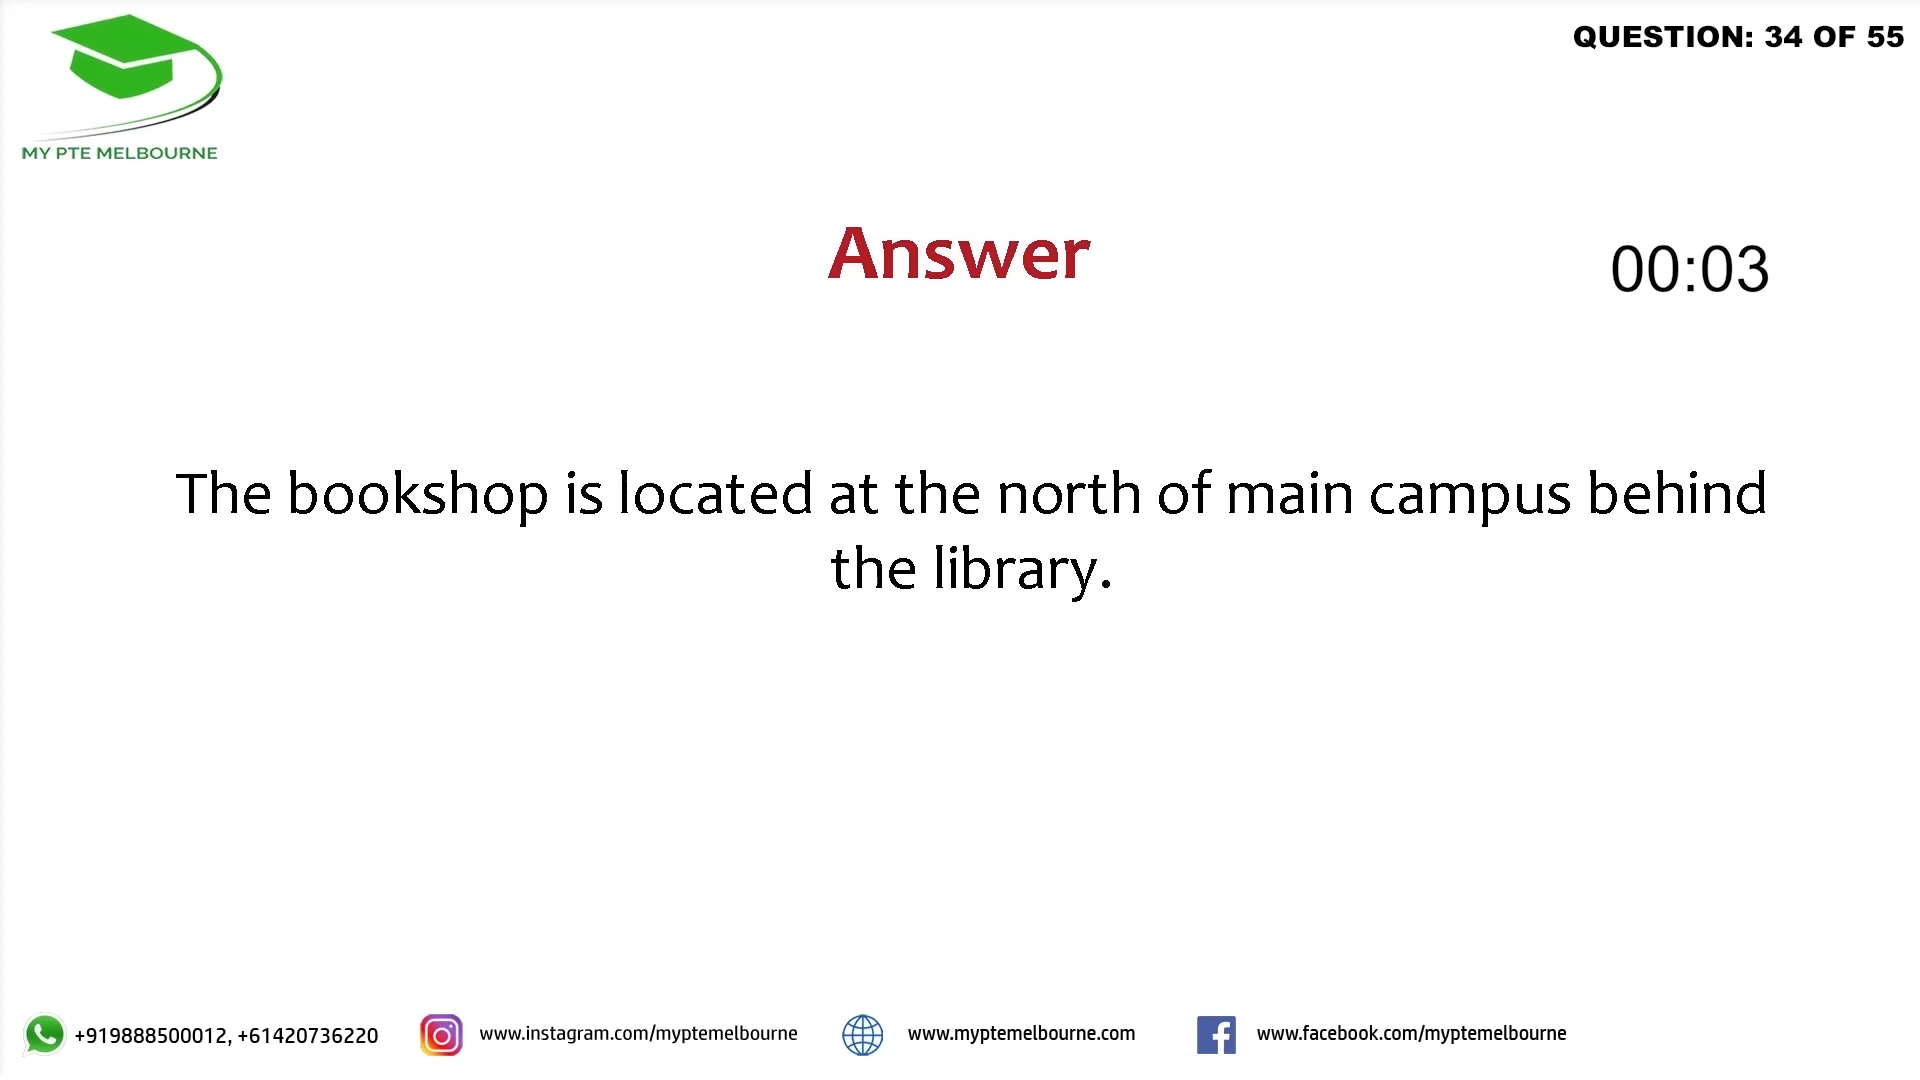 QUESTION: 34 OF 55
MY PTE MELBOURNE
Answer
00:03
The bookshop is located at the north of main campus behind
the library.
+919888500012, +61420736220
www.instagram.com/myptemelbourne
www.myptemelbourne.com
www.facebook.com/myptemelbourne